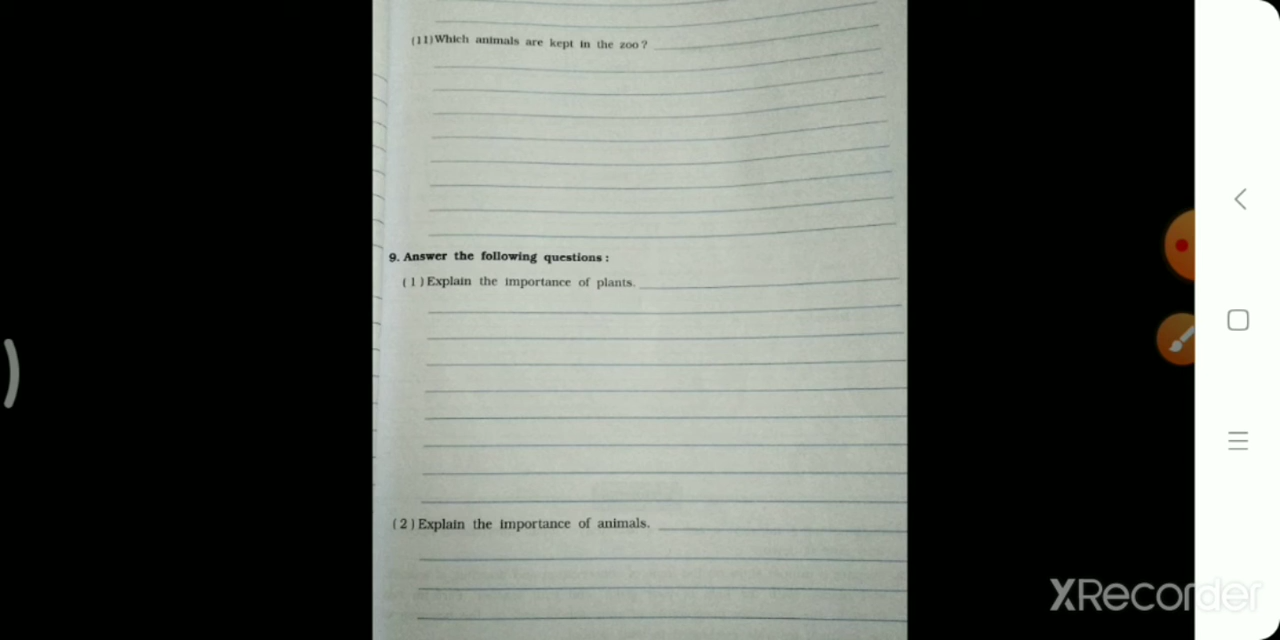 (11) Which animals are kept in the zoo?
9. Answer the following questions:
(1) Explain the importance of plants.
(2) Explain the importance of animals.
XRecorder